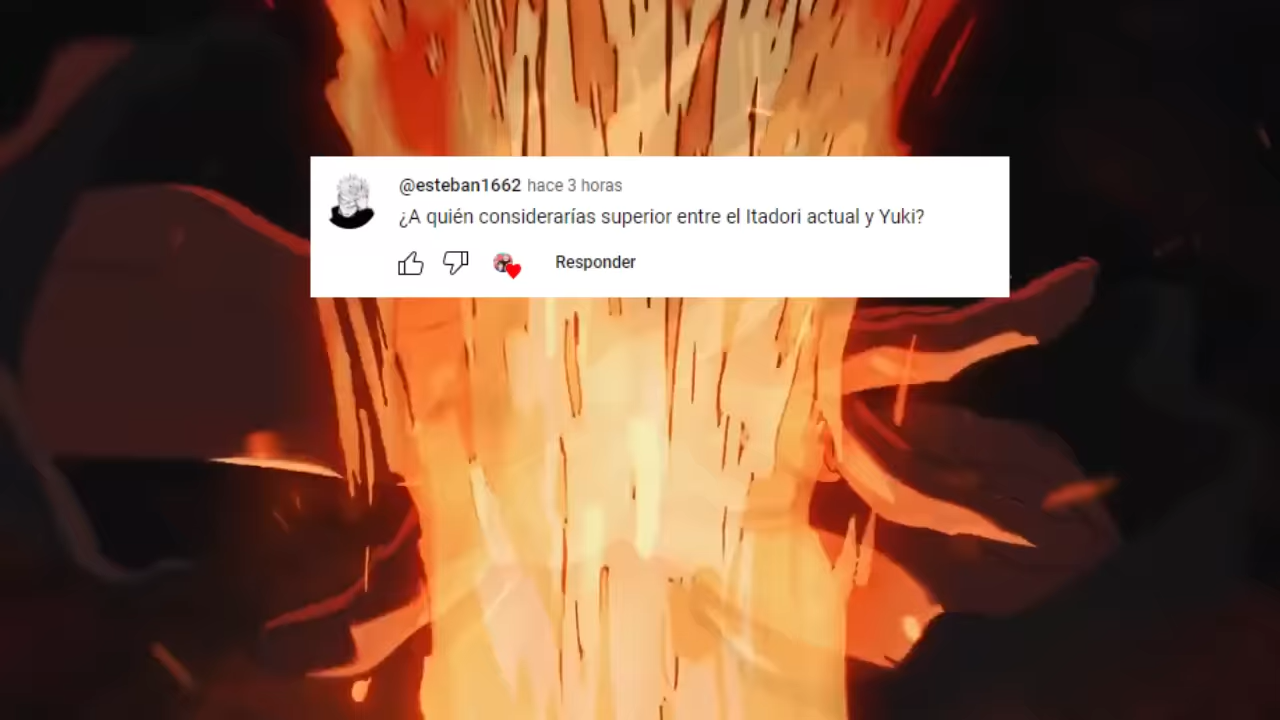 @esteban1662 hace 3 horas
¿A quién considerarías superior entre el Itadori actual y Yuki?
Responder